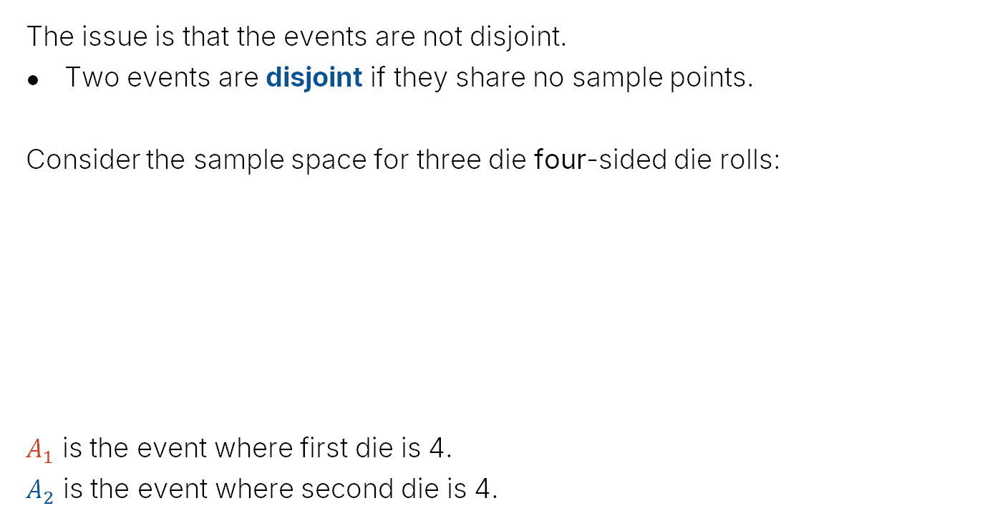 The issue is that the events are not disjoint.
● Two events are disjoint if they share no sample points.
Consider the sample space for three die four-sided die rolls:
A₁ is the event where first die is 4.
A₂ is the event where second die is 4.